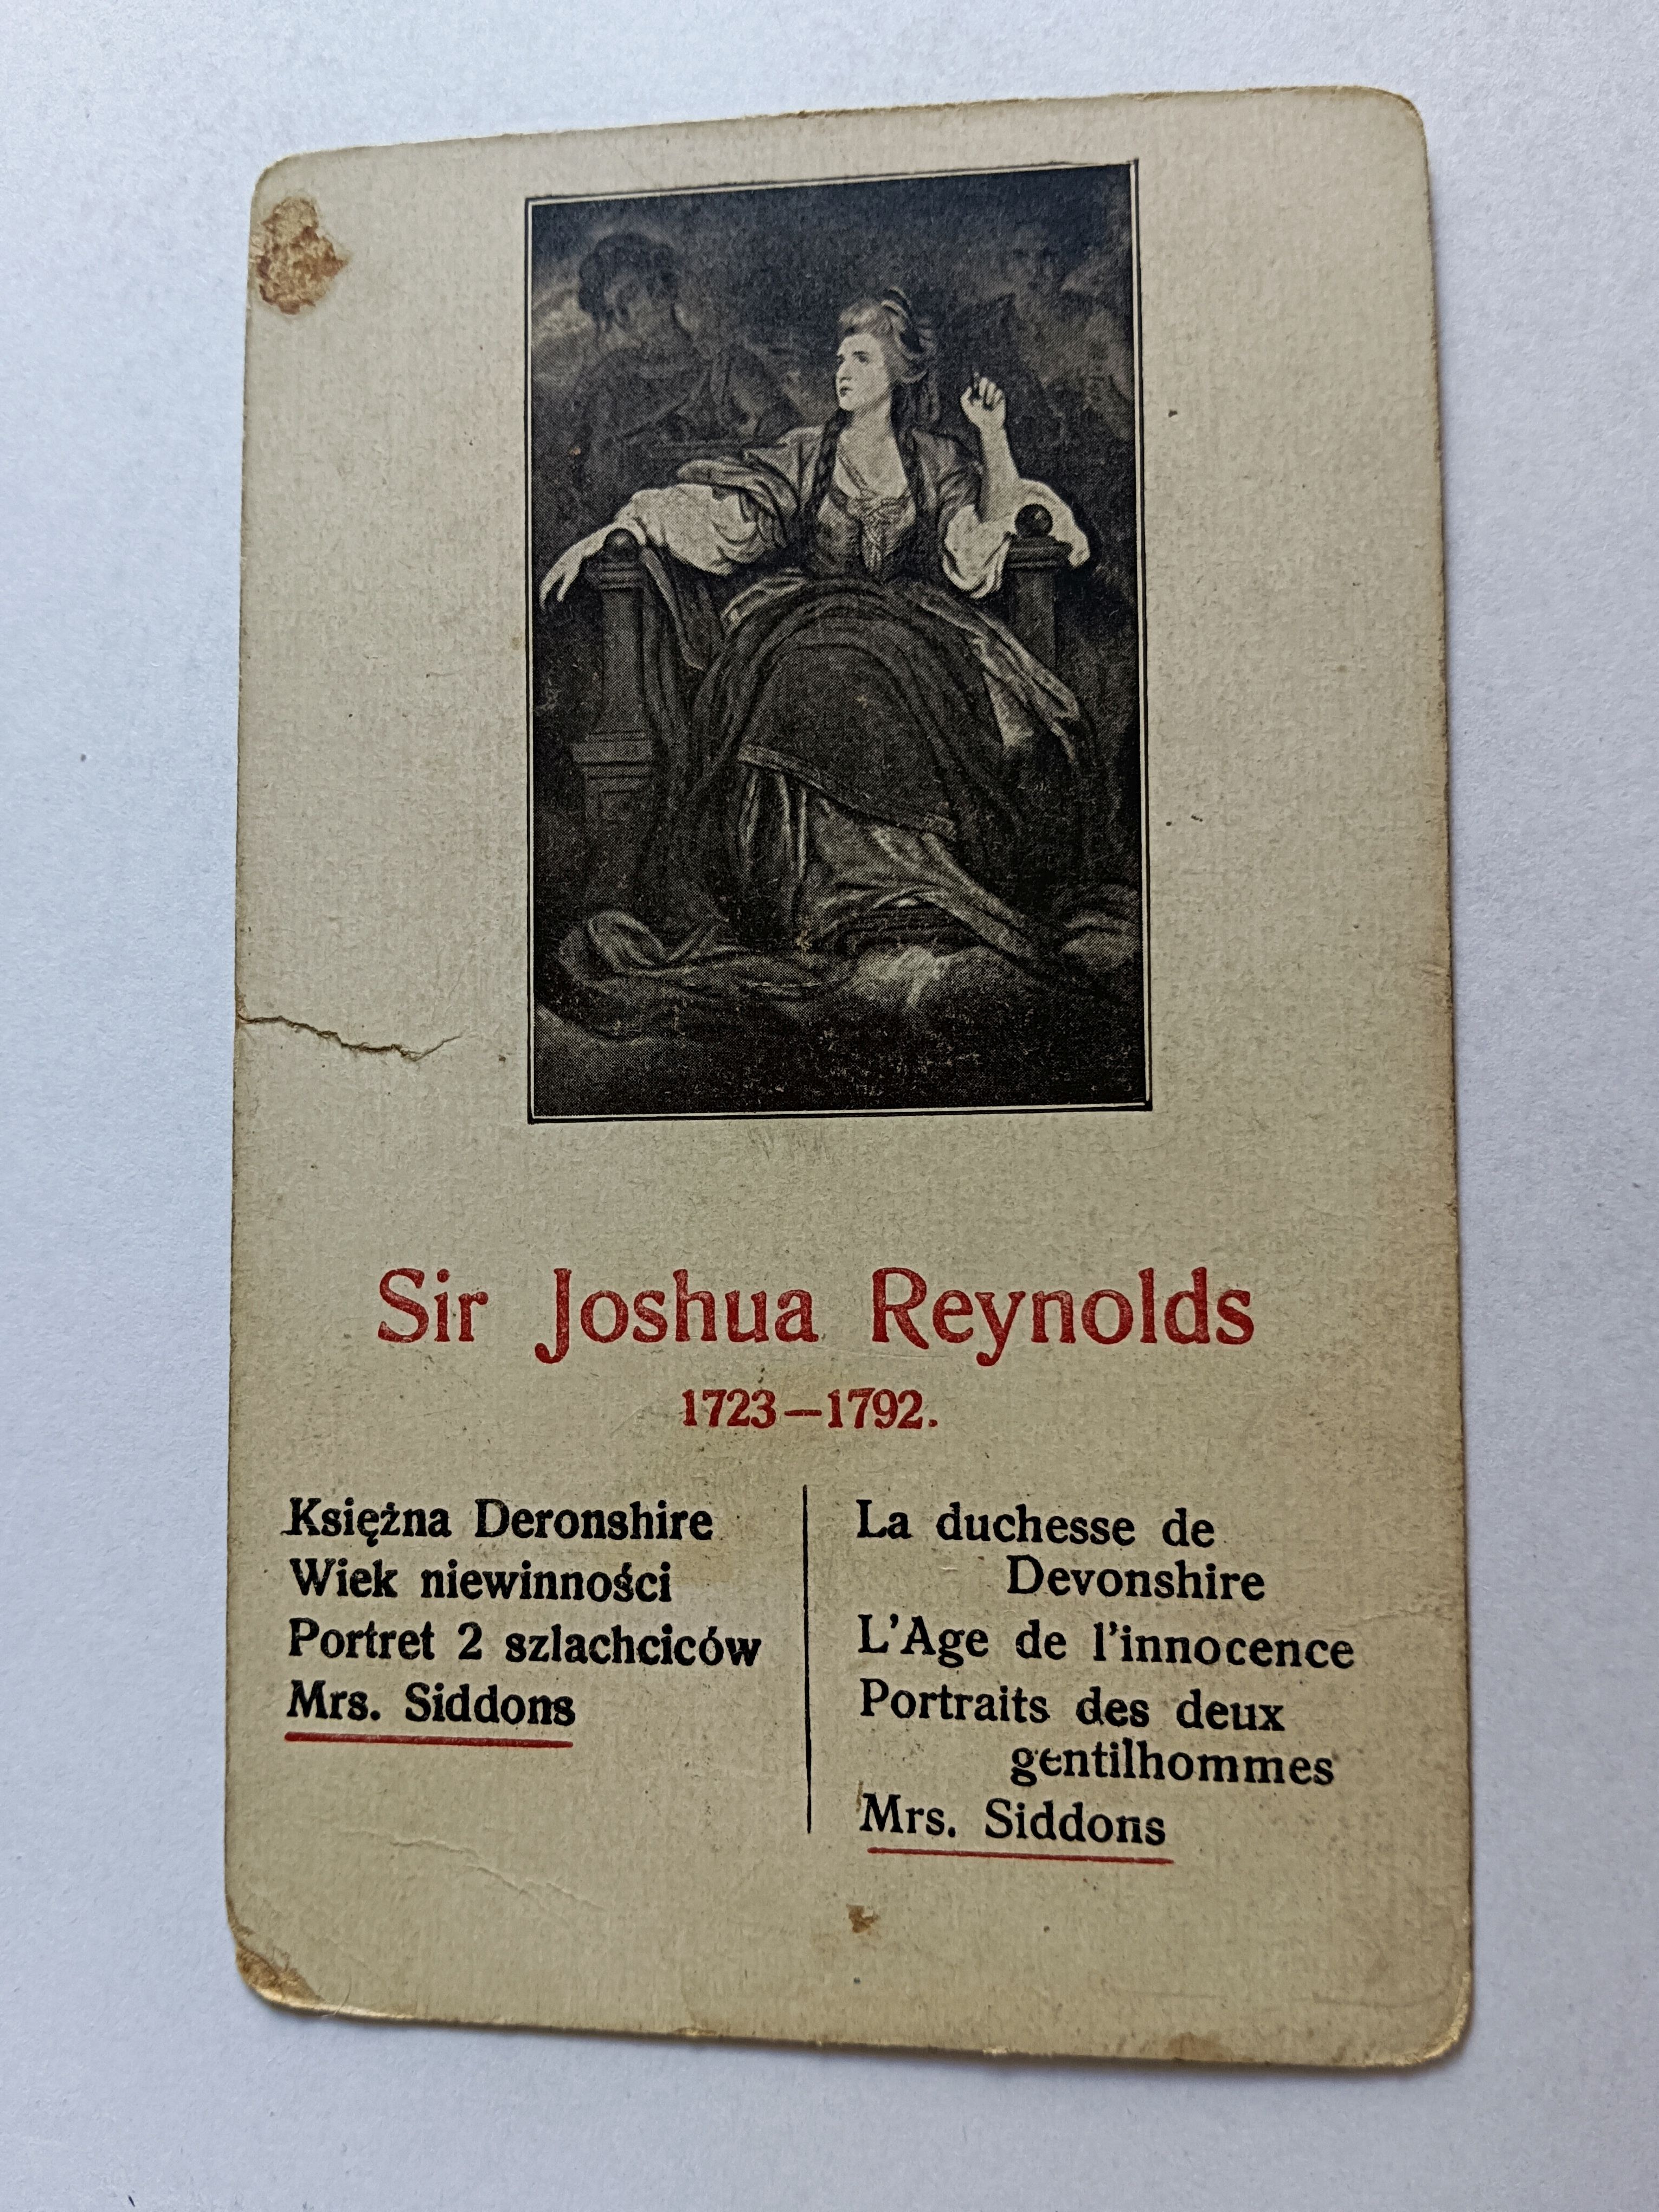 Sir Joshua Reynolds
1723—1792.
Księżna Deronshire
Wiek niewinności
Portret 2 szlachciców
Mrs. Siddons
La duchesse de
Devonshire
L'Age de l'innocence
Portraits des deux
gentilhommes
Mrs. Siddons